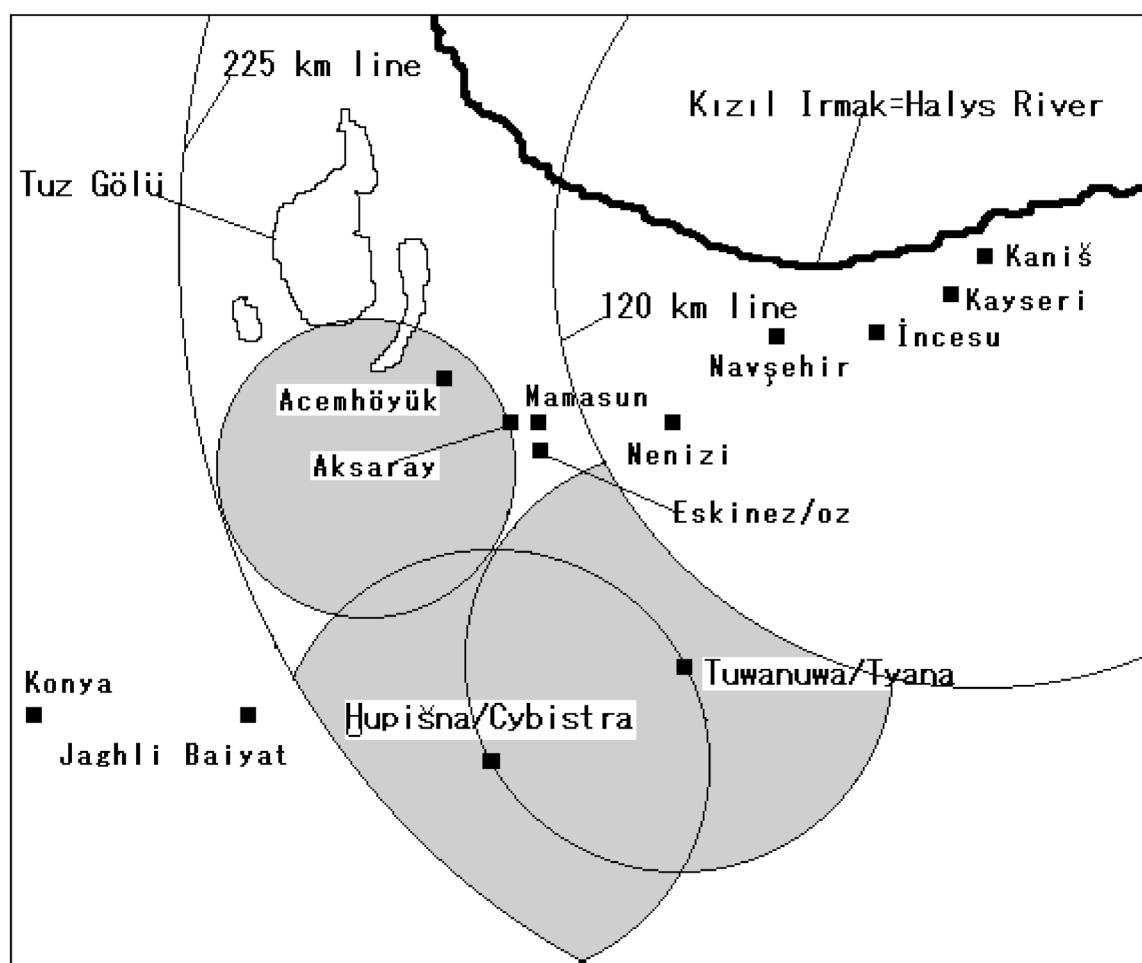 225 km line
Kızıl Irmak=Halys River
Tuz Gölü
Kaniš
Kayseri
120 km line
İncesu
Navşehir
Acemhöyük
Mamasun
Aksaray
Nenizi
Eskinez/oz
Tuwanuwa/Tyana
Konya
Ḫupišna/Cybistra
Jaghli Baiyat